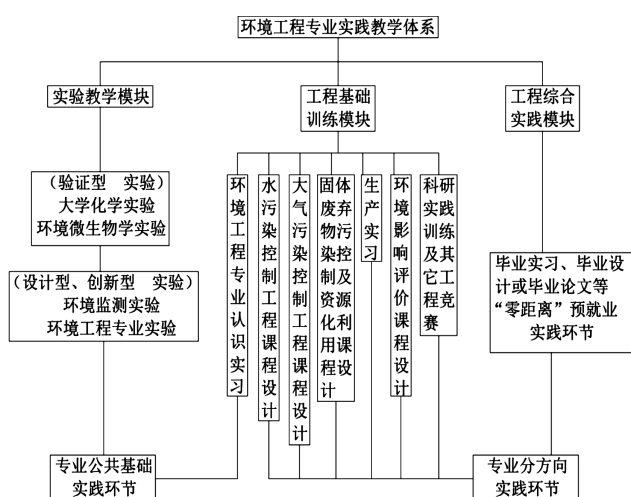 环境工程专业实践教学体系
实验教学模块
工程基础
训练模块
工程综合
实践模块
（验证型　实验）
大学化学实验
环境微生物学实验
（设计型、创新型　实验）
环境监测实验
环境工程专业实验
环境工程专业认识实习
水污染控制工程课程设计
大气污染控制工程课程设计
固体
废弃
物污
染控
制及
资源
化利
用课
程设
计
生产实习
环境影响评价课程设计
科研
实践
训练
及其
它工
程竞
赛
毕业实习、毕业设
计或毕业论文等
“零距离”预就业
实践环节
专业公共基础
实践环节
专业分方向
实践环节